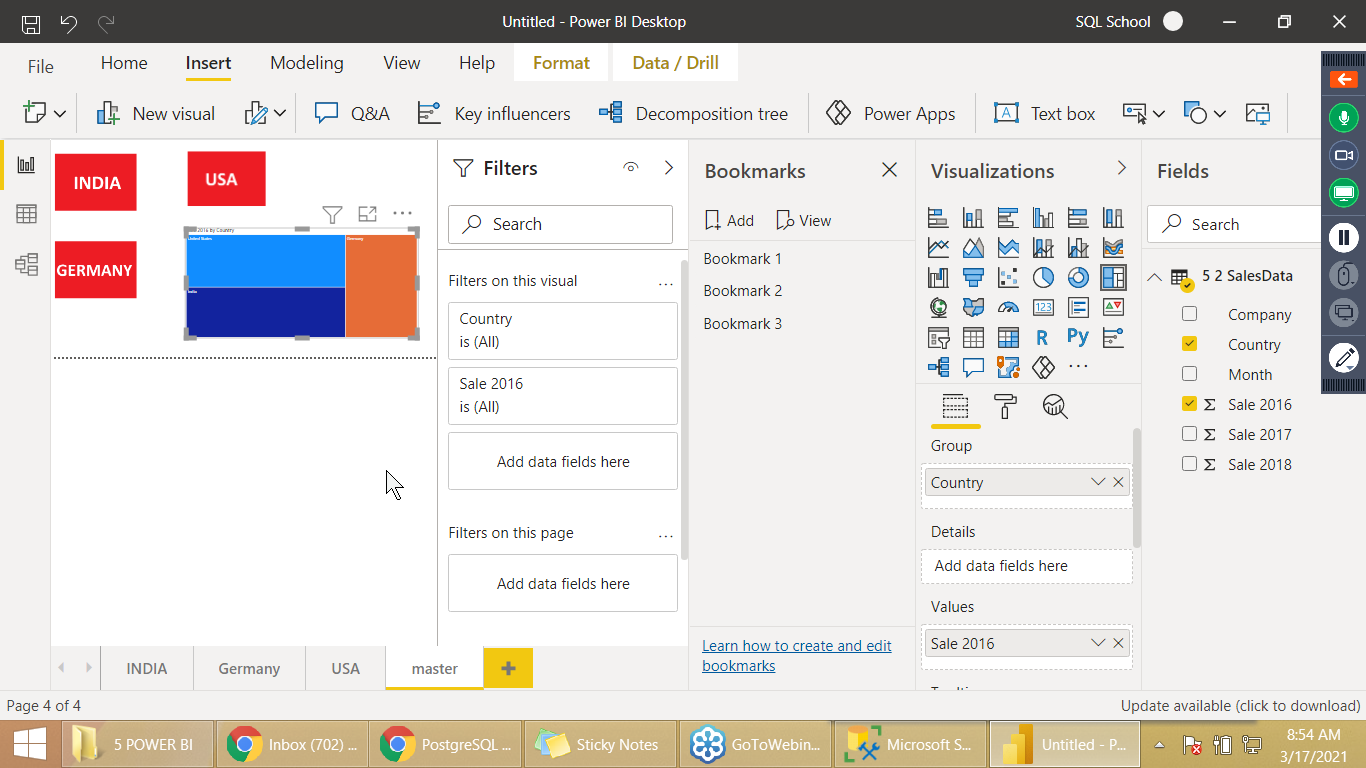 Untitled - Power BI Desktop
SQL School
File
Home
Insert
Modeling
View
Help
Format
Data / Drill
New visual
Q&A
Key influencers
Decomposition tree
Power Apps
Text box
INDIA
USA
GERMANY
2016 by Country
United States
Germany
India
Filters
Search
Filters on this visual
...
Country
is (All)
Sale 2016
is (All)
Add data fields here
Filters on this page
...
Add data fields here
Bookmarks
Add
View
Bookmark 1
Bookmark 2
Bookmark 3
Learn how to create and edit
bookmarks
Visualizations
123
R
Py
Group
Country
Details
Add data fields here
Values
Sale 2016
Fields
Search
5 2 SalesData
Company
Country
Month
Σ Sale 2016
Σ Sale 2017
Σ Sale 2018
INDIA
Germany
USA
master
+
Page 4 of 4
Update available (click to download)
5 POWER BI
Inbox (702) ...
PostgreSQL ...
Sticky Notes
GoToWebin...
Microsoft S...
Untitled - P...
8:54 AM
3/17/2021